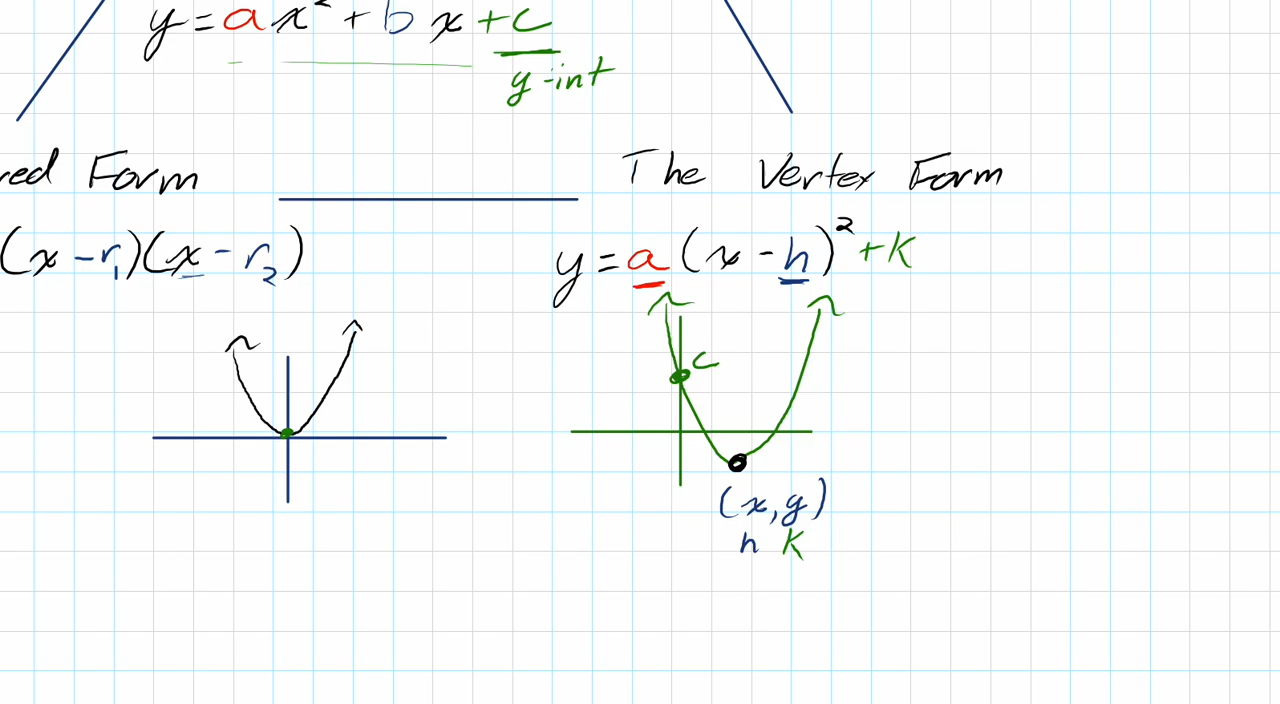 y = ax² + bx + c
y-int
red Form
The Vertex Form
(x - r₁)(x - r₂)
y = a(x - h)² + k
c
(x, y)
h k